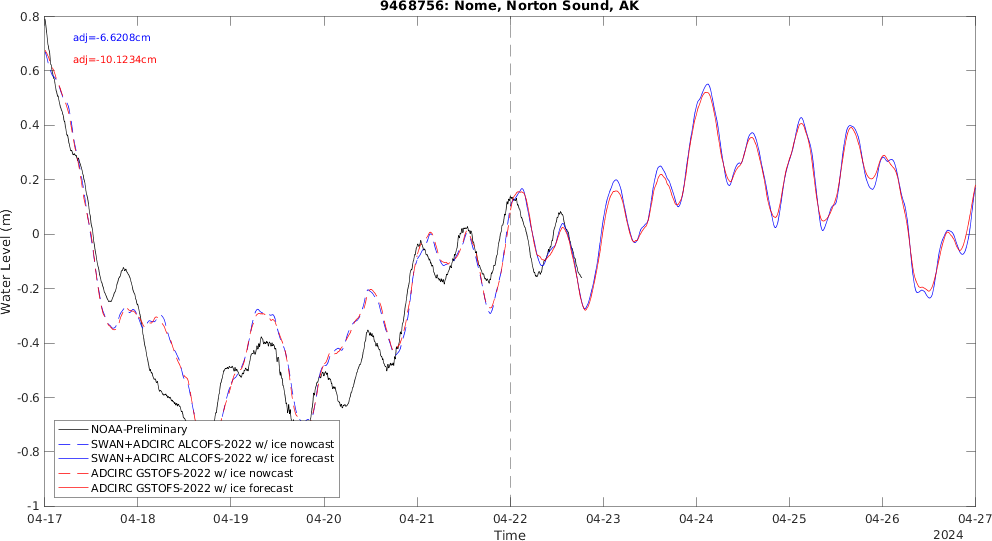 9468756: Nome, Norton Sound, AK
adj=-6.6208cm
adj=-10.1234cm
0.8
0.6
0.4
0.2
0
-0.2
-0.4
-0.6
-0.8
-1
Water Level (m)
NOAA-Preliminary
SWAN+ADCIRC ALCOFS-2022 w/ ice nowcast
SWAN+ADCIRC ALCOFS-2022 w/ ice forecast
ADCIRC GSTOFS-2022 w/ ice nowcast
ADCIRC GSTOFS-2022 w/ ice forecast
04-17 04-18 04-19 04-20 04-21 04-22 04-23 04-24 04-25 04-26 04-27
Time
2024